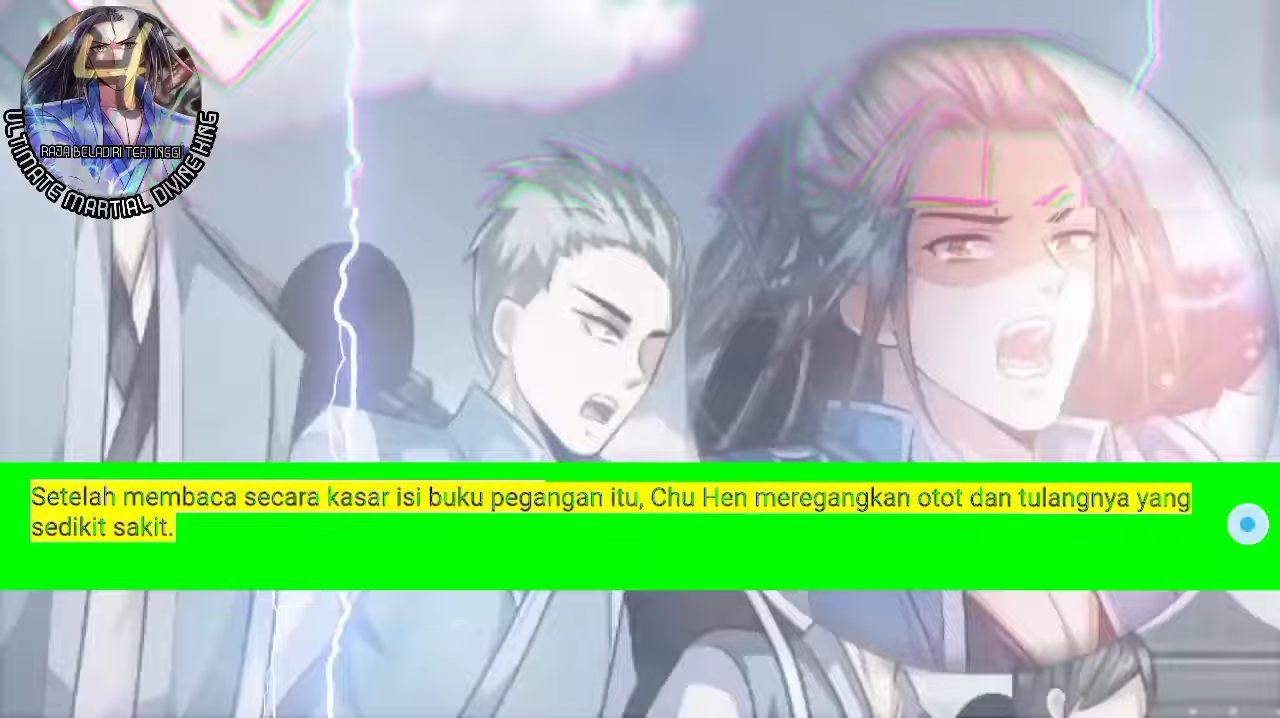 4
RAJA BELADIRI TERTINGGI
ULTIMATE MARTIAL DIVINE KING
Setelah membaca secara kasar isi buku pegangan itu, Chu Hen meregangkan otot dan tulangnya yang
sedikit sakit.